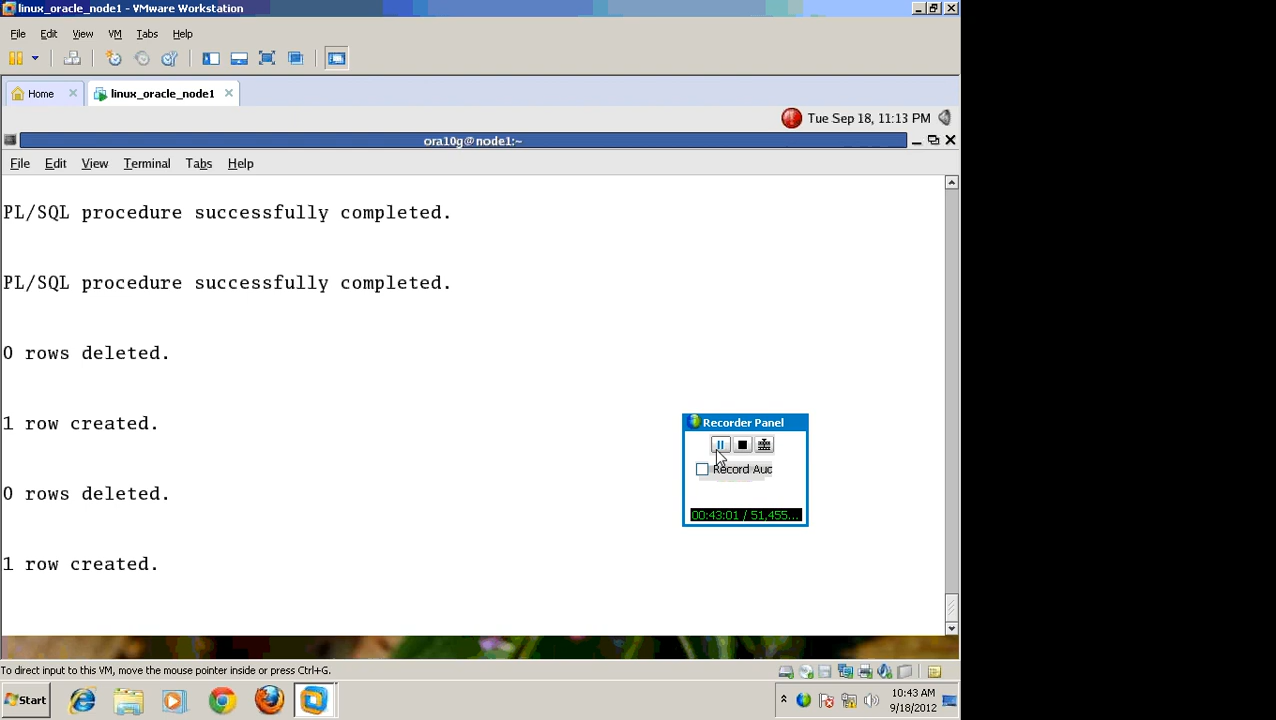 linux_oracle_node1 - VMware Workstation
File Edit View VM Tabs Help
Home linux_oracle_node1
Tue Sep 18, 11:13 PM
ora10g@node1:~
File Edit View Terminal Tabs Help
PL/SQL procedure successfully completed.
PL/SQL procedure successfully completed.
0 rows deleted.
1 row created.
0 rows deleted.
1 row created.
Recorder Panel
Record Auc
00:43:01 / 51,455...
To direct input to this VM, move the mouse pointer inside or press Ctrl+G.
Start
10:43 AM
9/18/2012